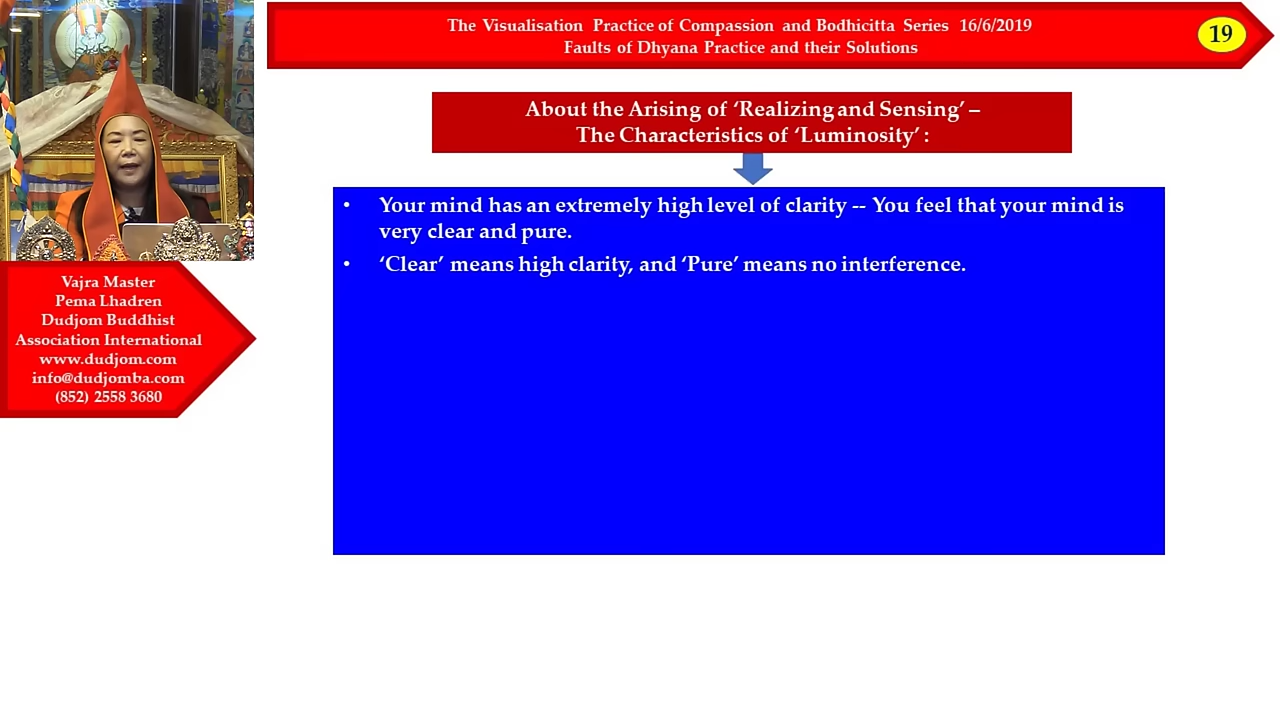 The Visualisation Practice of Compassion and Bodhicitta Series 16/6/2019
Faults of Dhyana Practice and their Solutions
19
About the Arising of ‘Realizing and Sensing’ –
The Characteristics of ‘Luminosity’ :
• Your mind has an extremely high level of clarity -- You feel that your mind is
very clear and pure.
• ‘Clear’ means high clarity, and ‘Pure’ means no interference.
Vajra Master
Pema Lhadren
Dudjom Buddhist
Association International
www.dudjom.com
info@dudjomba.com
(852) 2558 3680